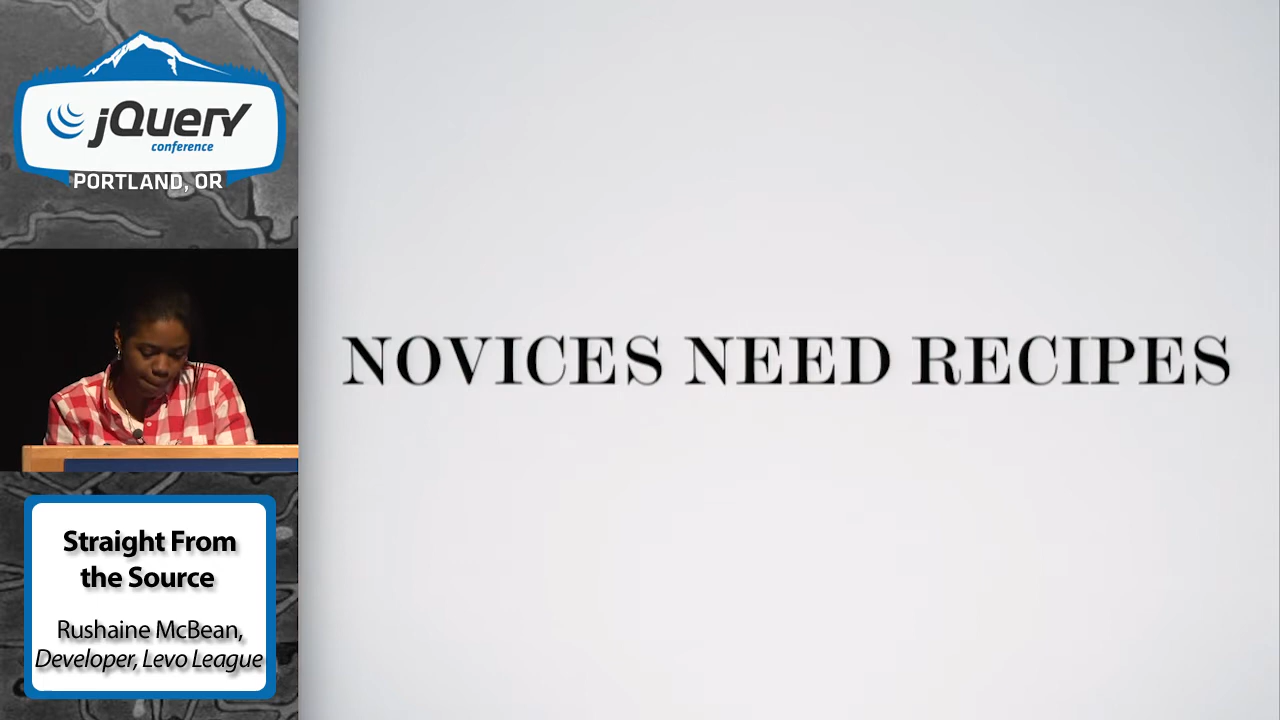 jQuery
conference
PORTLAND, OR
NOVICES NEED RECIPES
Straight From
the Source
Rushaine McBean,
Developer, Levo League